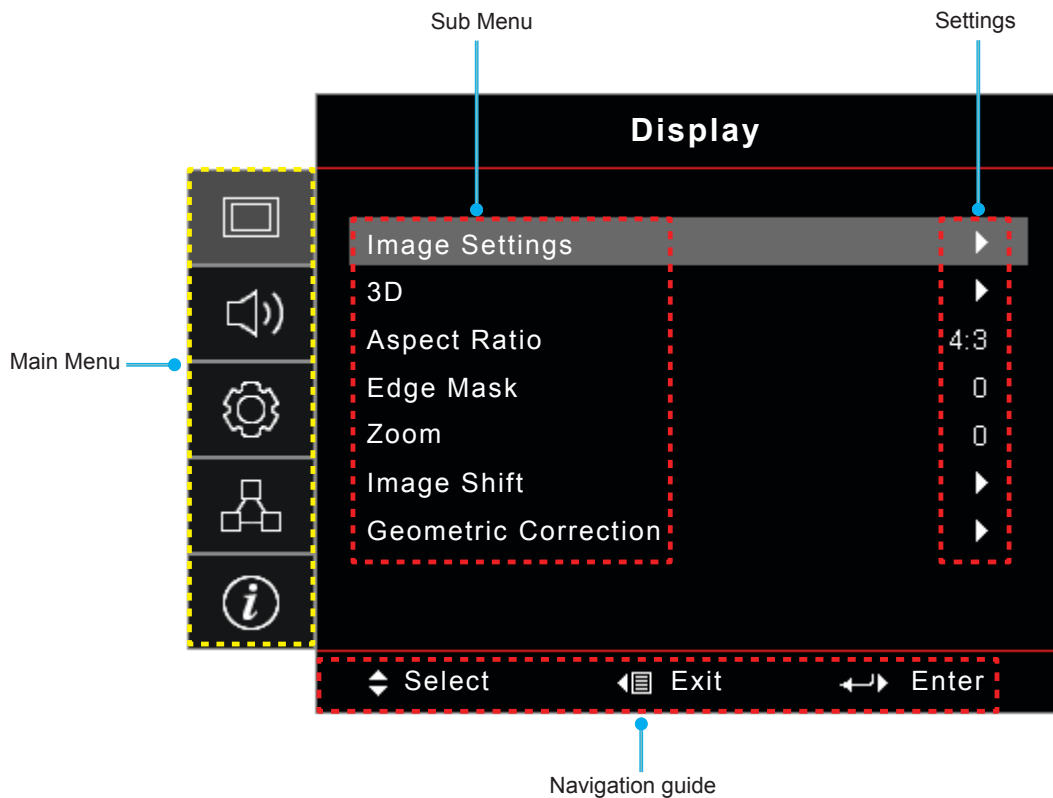 Sub Menu
Settings
Display
Image Settings
3D
Aspect Ratio 4:3
Edge Mask 0
Zoom 0
Image Shift
Geometric Correction
Main Menu
Select Exit Enter
Navigation guide